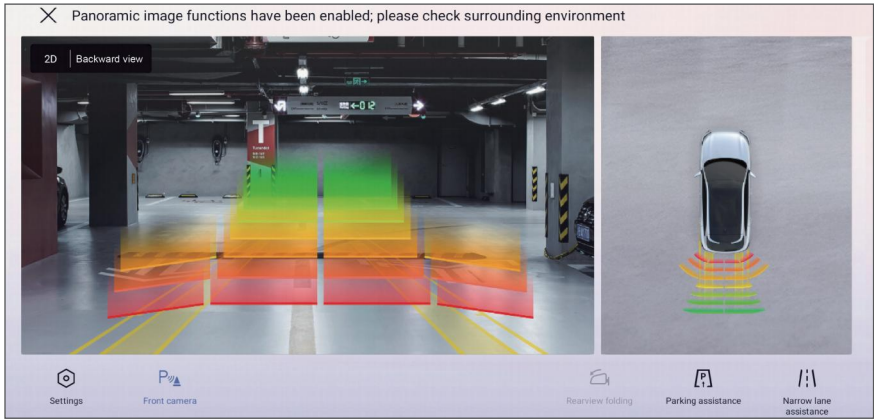 Panoramic image functions have been enabled; please check surrounding environment
2D
Backward view
←012
T
P
Settings
Front camera
Rearview folding
P
Parking assistance
Narrow lane
assistance